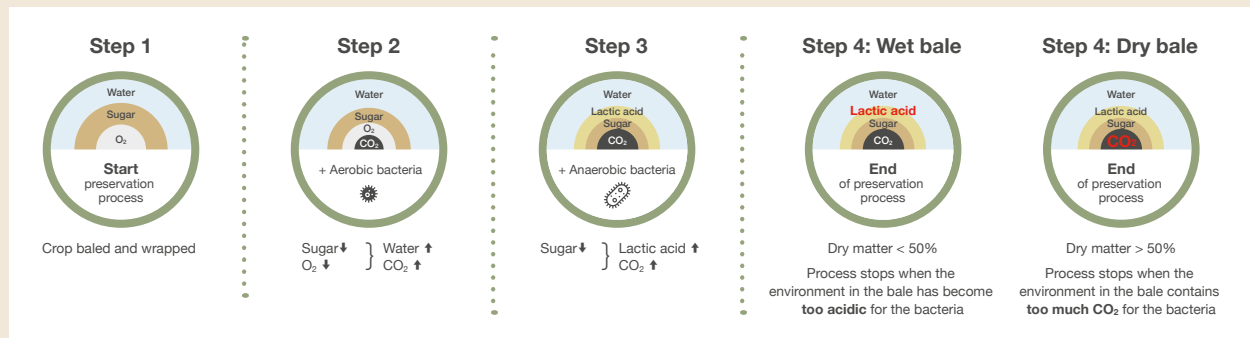 Step 1
Water
Sugar
O₂
Start
preservation
process
Crop baled and wrapped
Step 2
Water
Sugar
O₂
CO₂
+ Aerobic bacteria
Sugar⬇ } Water ⬆
O₂ ⬇ CO₂ ⬆
Step 3
Water
Lactic acid
Sugar
CO₂
+ Anaerobic bacteria
Sugar⬇ } Lactic acid ⬆
CO₂ ⬆
Step 4: Wet bale
Water
Lactic acid
Sugar
CO₂
End
of preservation
process
Dry matter < 50%
Process stops when the
environment in the bale has become
too acidic for the bacteria
Step 4: Dry bale
Water
Lactic acid
Sugar
CO₂
End
of preservation
process
Dry matter > 50%
Process stops when the
environment in the bale contains
too much CO₂ for the bacteria